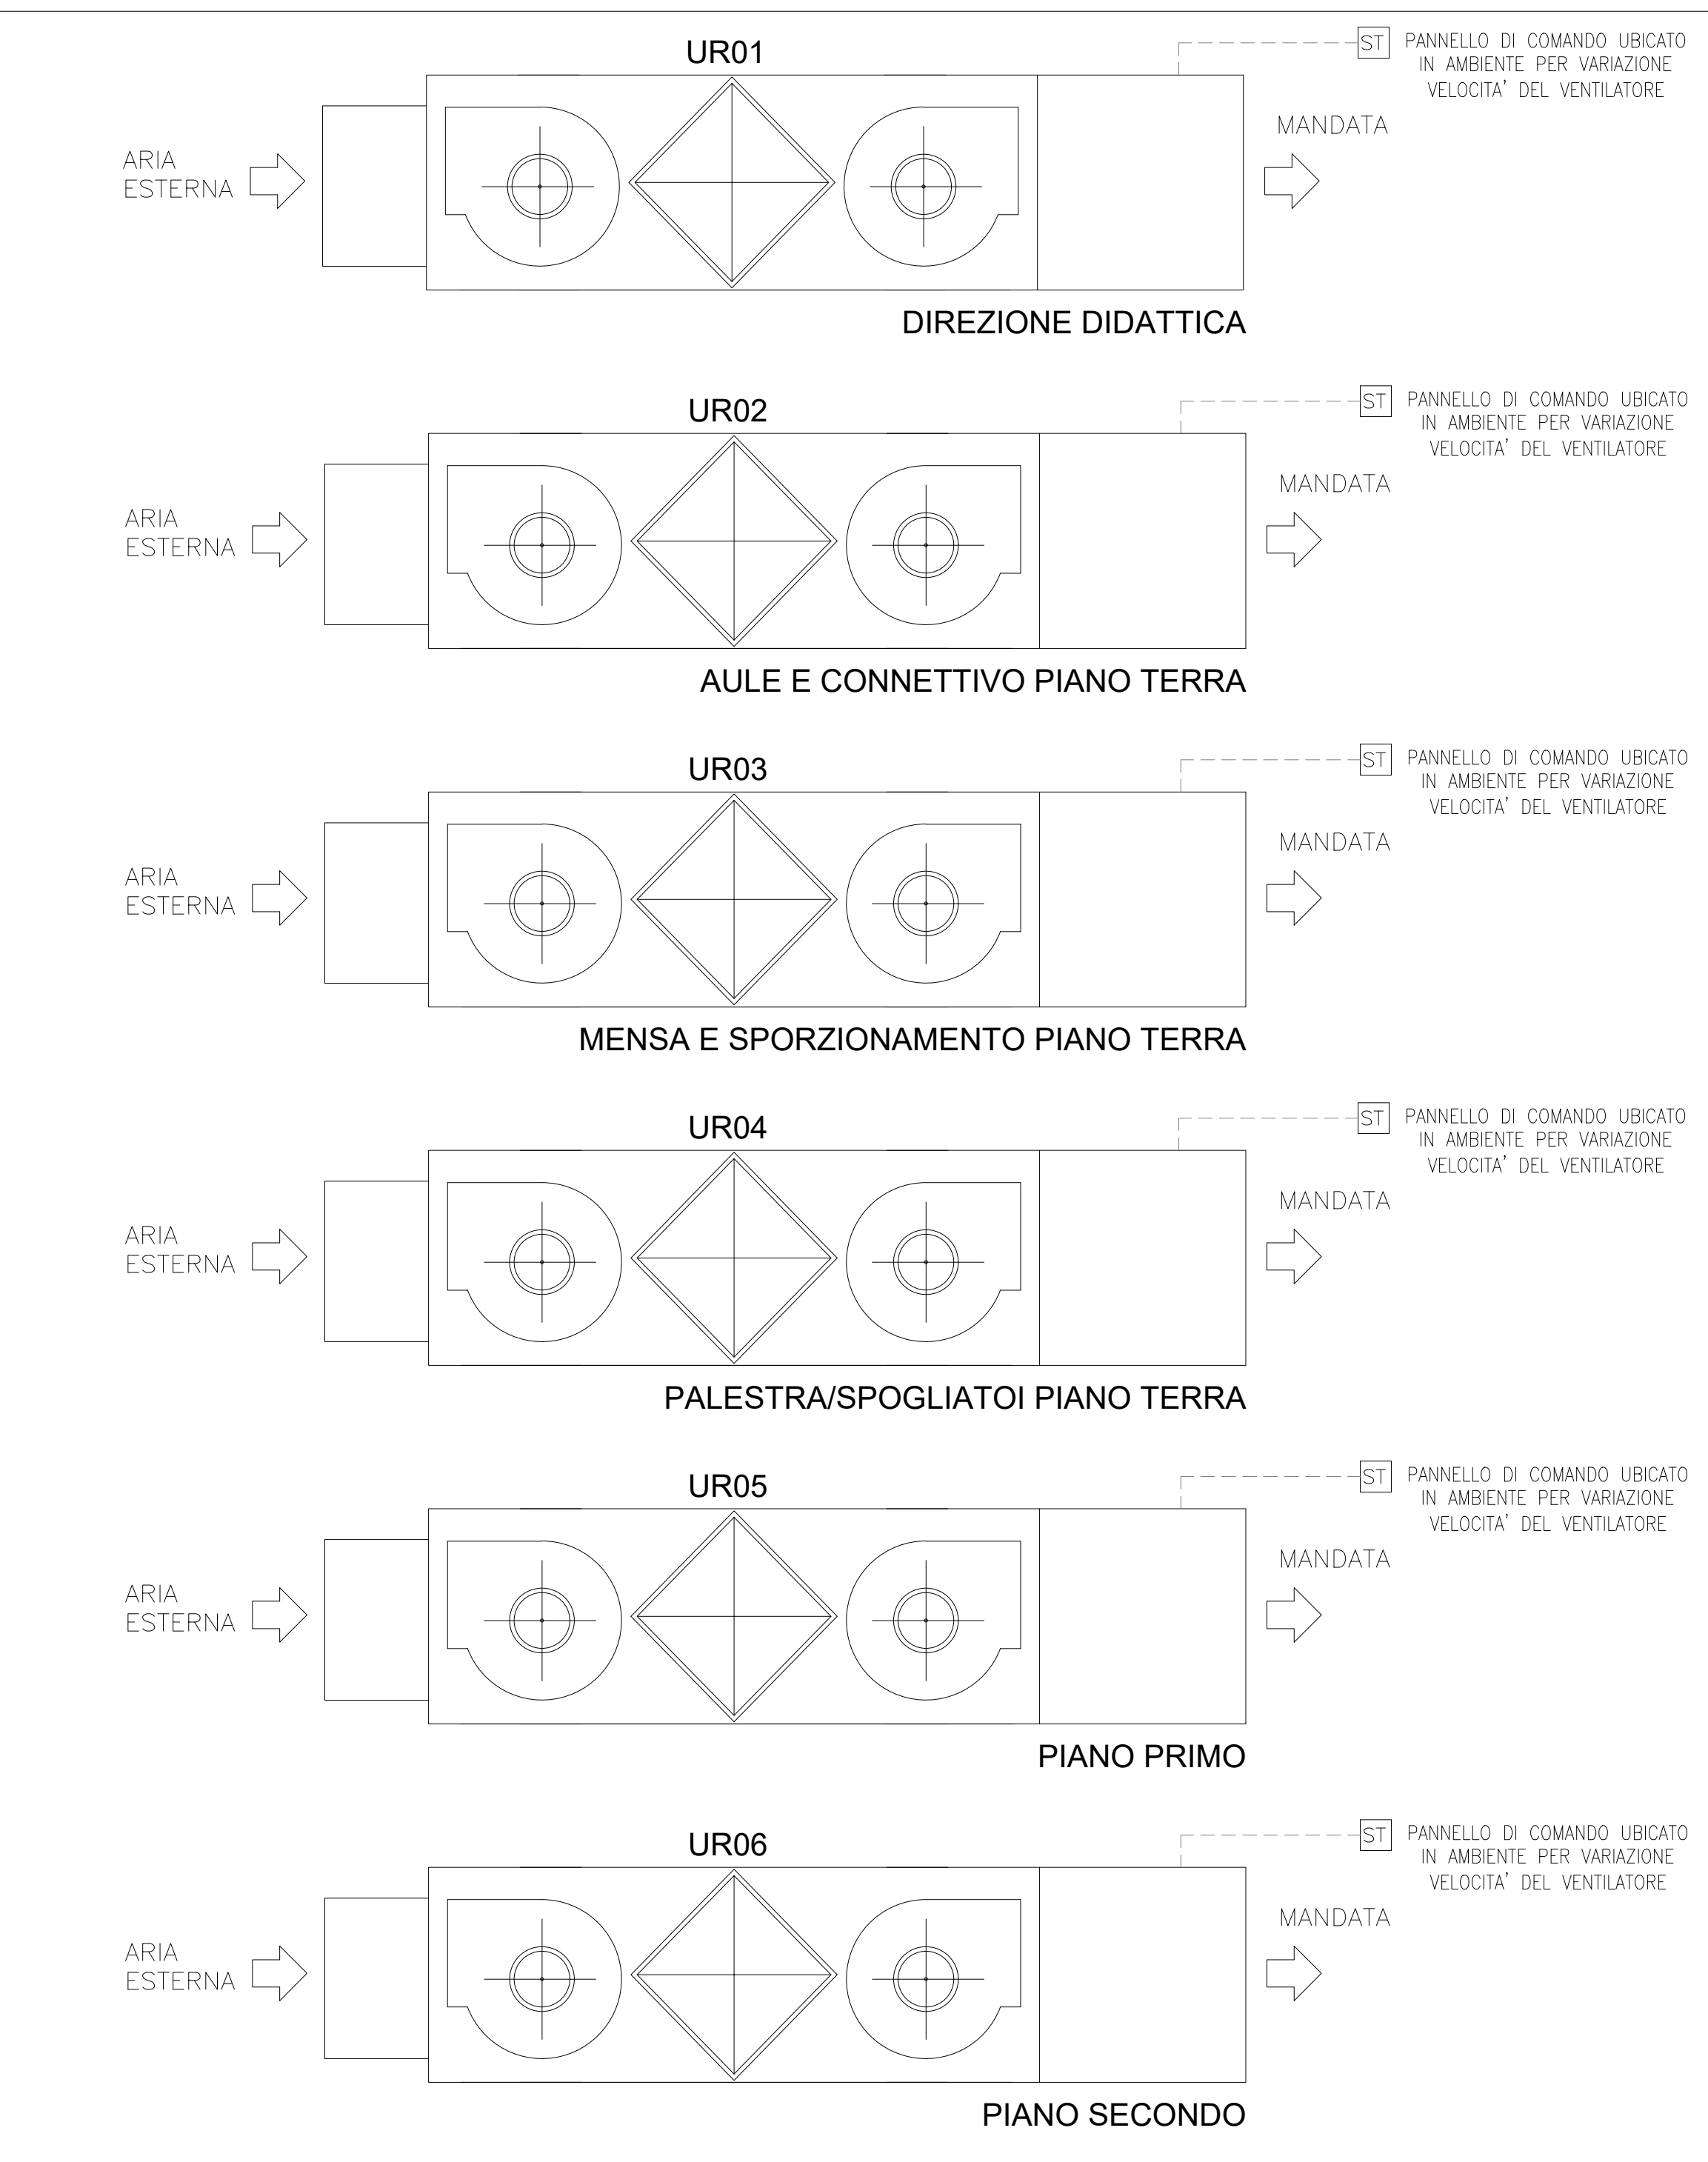 UR01
ST
PANNELLO DI COMANDO UBICATO
IN AMBIENTE PER VARIAZIONE
VELOCITA' DEL VENTILATORE
ARIA
ESTERNA
MANDATA
DIREZIONE DIDATTICA
UR02
ST
PANNELLO DI COMANDO UBICATO
IN AMBIENTE PER VARIAZIONE
VELOCITA' DEL VENTILATORE
ARIA
ESTERNA
MANDATA
AULE E CONNETTIVO PIANO TERRA
UR03
ST
PANNELLO DI COMANDO UBICATO
IN AMBIENTE PER VARIAZIONE
VELOCITA' DEL VENTILATORE
ARIA
ESTERNA
MANDATA
MENSA E SPORZIONAMENTO PIANO TERRA
UR04
ST
PANNELLO DI COMANDO UBICATO
IN AMBIENTE PER VARIAZIONE
VELOCITA' DEL VENTILATORE
ARIA
ESTERNA
MANDATA
PALESTRA/SPOGLIATOI PIANO TERRA
UR05
ST
PANNELLO DI COMANDO UBICATO
IN AMBIENTE PER VARIAZIONE
VELOCITA' DEL VENTILATORE
ARIA
ESTERNA
MANDATA
PIANO PRIMO
UR06
ST
PANNELLO DI COMANDO UBICATO
IN AMBIENTE PER VARIAZIONE
VELOCITA' DEL VENTILATORE
ARIA
ESTERNA
MANDATA
PIANO SECONDO